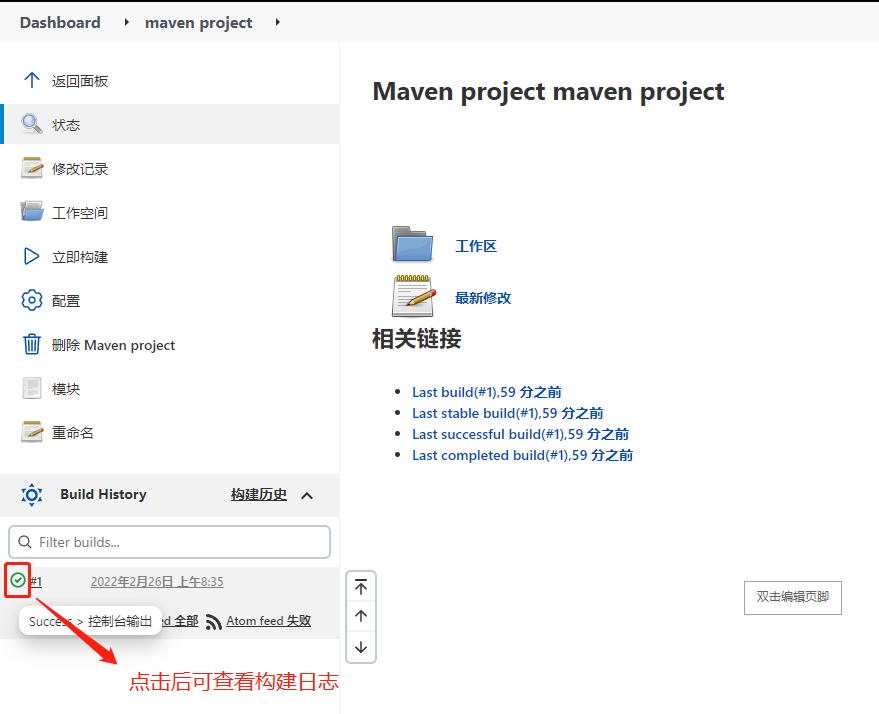 Dashboard maven project
返回面板
状态
修改记录
工作空间
立即构建
配置
删除 Maven project
模块
重命名
Build History 构建历史
Filter builds...
#1 2022年2月26日 上午8:35
Success > 控制台输出 ed 全部 Atom feed 失败
点击后可查看构建日志
Maven project maven project
工作区
最新修改
相关链接
Last build(#1),59 分之前
Last stable build(#1),59 分之前
Last successful build(#1),59 分之前
Last completed build(#1),59 分之前
双击编辑页脚